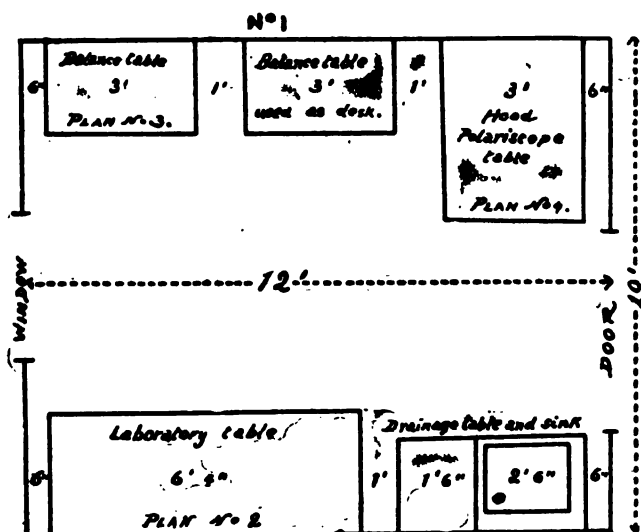 No 1
Balance table
3'
PLAN No 3.
6"
1'
Balance table
3'
used as desk.
1'
3'
Hood
Polariscope
table
PLAN No 4.
6"
WINDOW
12'
DOOR
10'
Laboratory table
6' 4"
PLAN No 2
1'
Drainage table and sink
1' 6"
2' 6"
6"